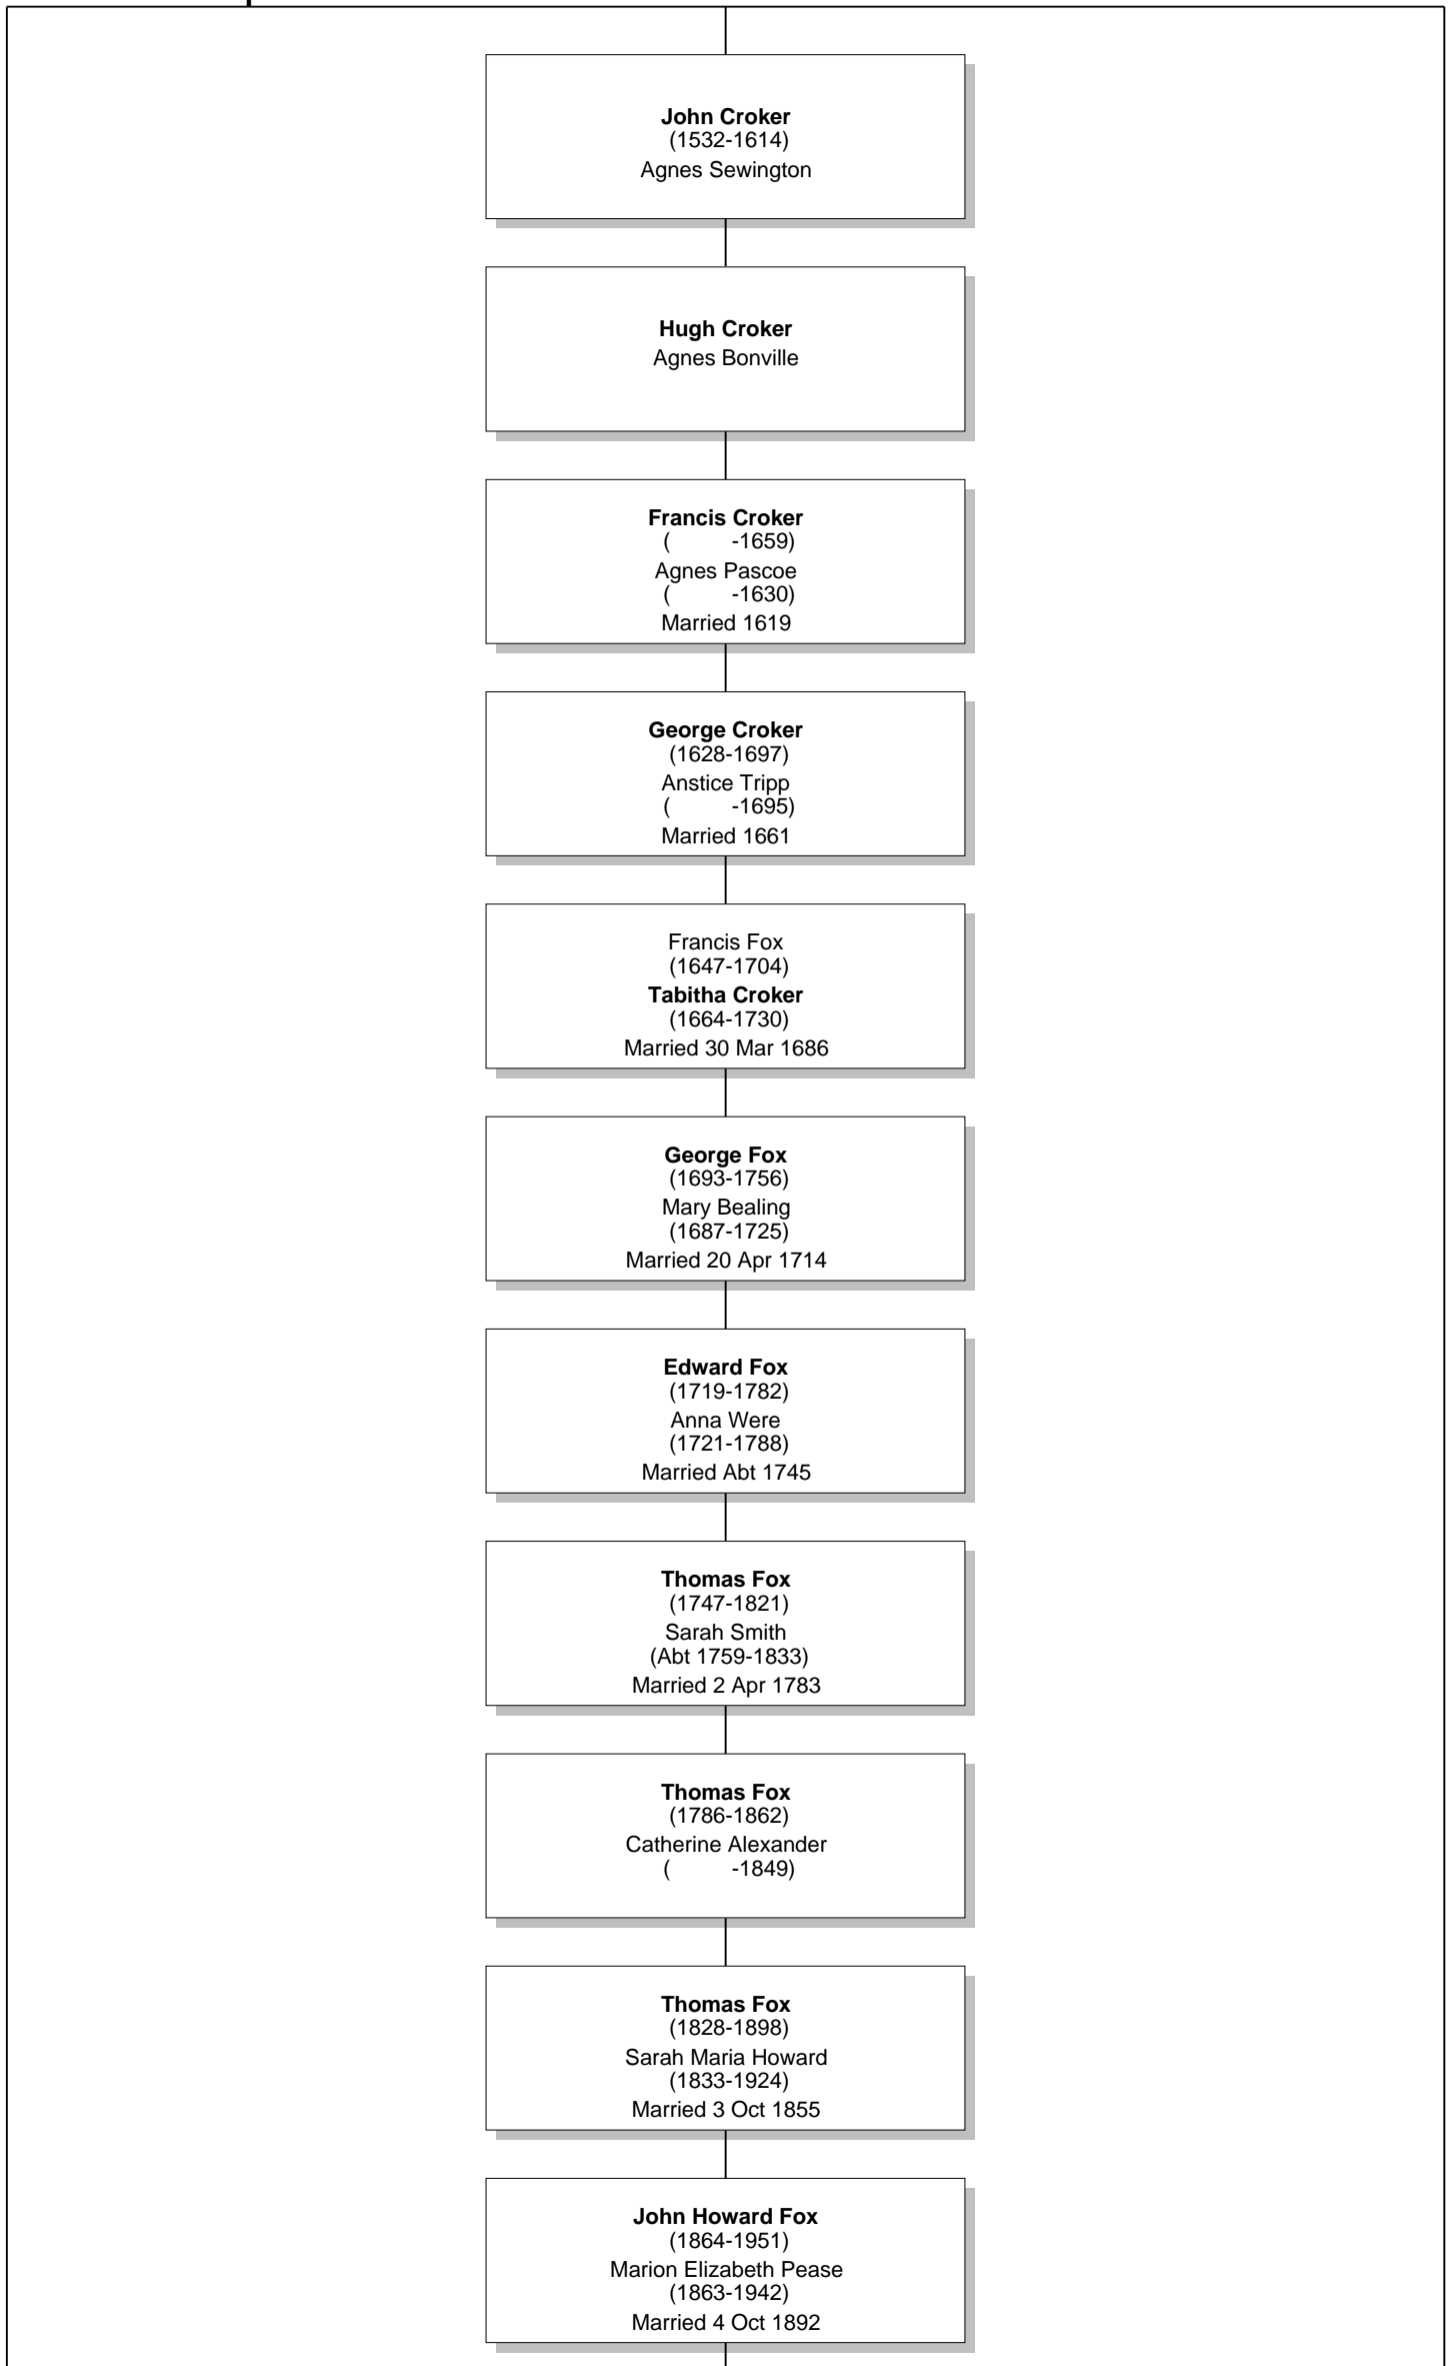 John Croker
(1532-1614)
Agnes Sewington
Hugh Croker
Agnes Bonville
Francis Croker
( -1659)
Agnes Pascoe
( -1630)
Married 1619
George Croker
(1628-1697)
Anstice Tripp
( -1695)
Married 1661
Francis Fox
(1647-1704)
Tabitha Croker
(1664-1730)
Married 30 Mar 1686
George Fox
(1693-1756)
Mary Bealing
(1687-1725)
Married 20 Apr 1714
Edward Fox
(1719-1782)
Anna Were
(1721-1788)
Married Abt 1745
Thomas Fox
(1747-1821)
Sarah Smith
(Abt 1759-1833)
Married 2 Apr 1783
Thomas Fox
(1786-1862)
Catherine Alexander
( -1849)
Thomas Fox
(1828-1898)
Sarah Maria Howard
(1833-1924)
Married 3 Oct 1855
John Howard Fox
(1864-1951)
Marion Elizabeth Pease
(1863-1942)
Married 4 Oct 1892